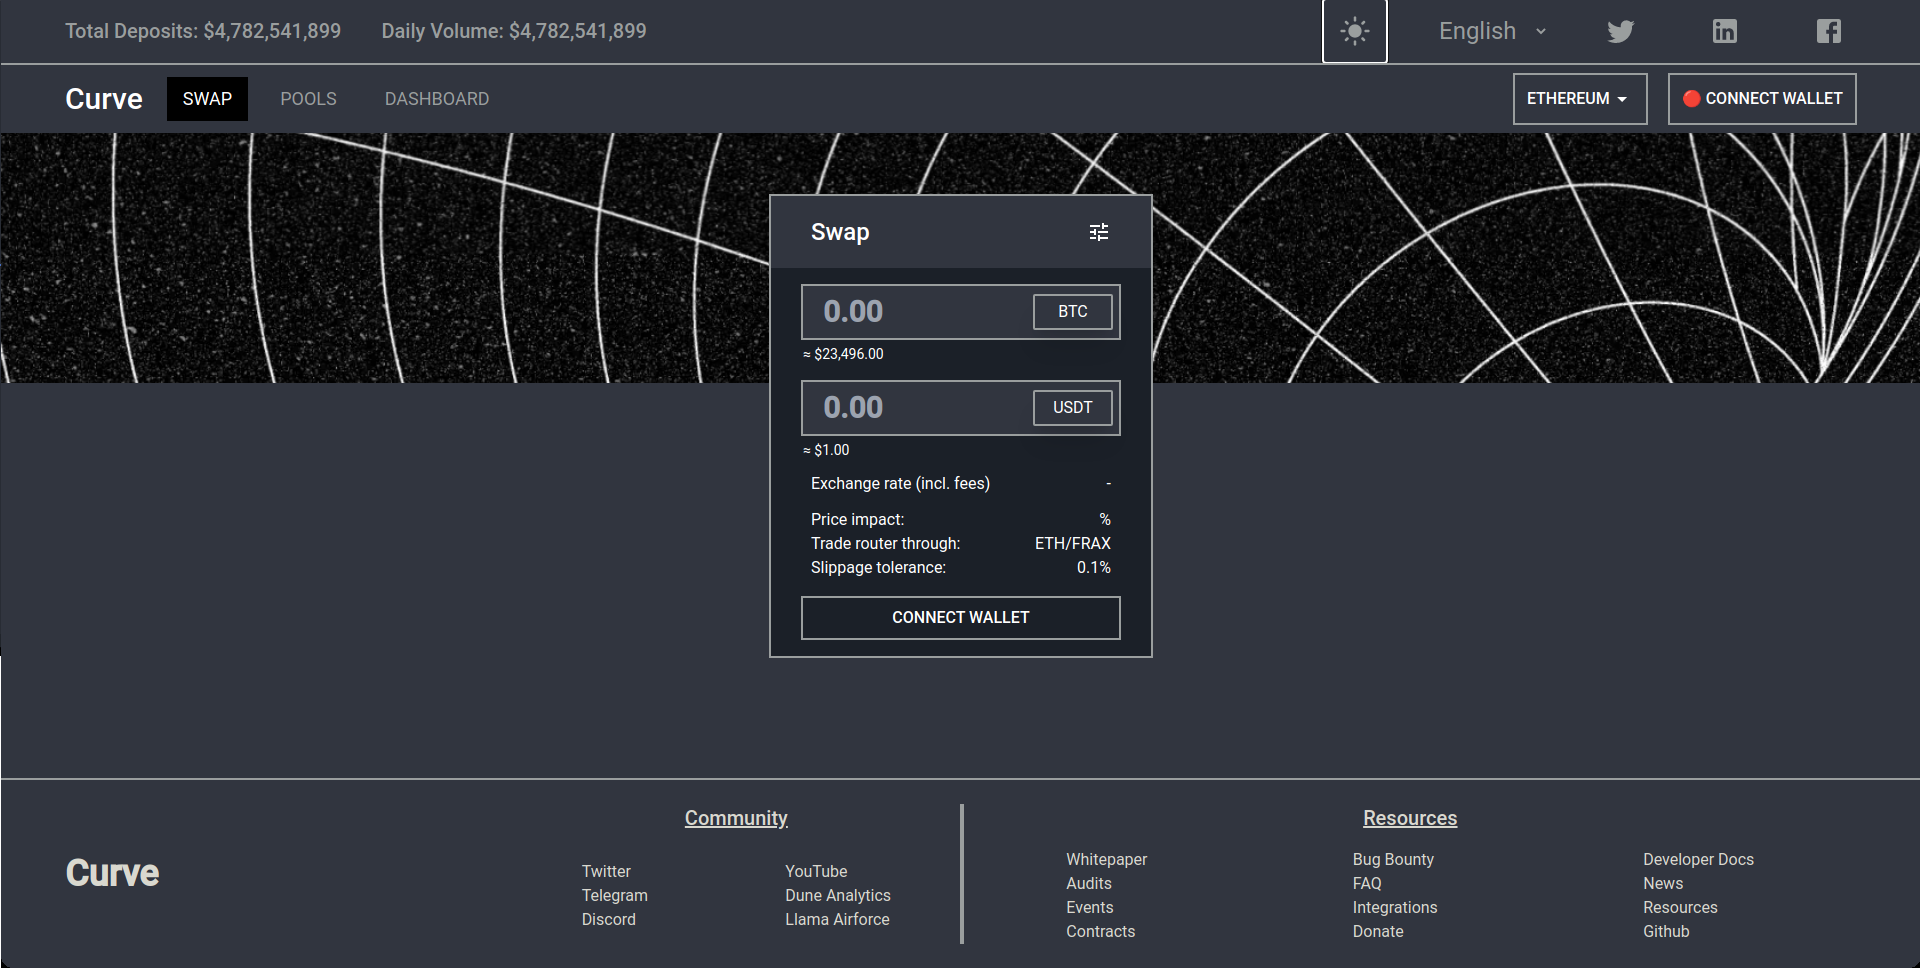 Total Deposits: $4,782,541,899 Daily Volume: $4,782,541,899 English
Curve SWAP POOLS DASHBOARD ETHEREUM CONNECT WALLET
Swap
0.00 BTC
≈ $23,496.00
0.00 USDT
≈ $1.00
Exchange rate (incl. fees) -
Price impact: %
Trade router through: ETH/FRAX
Slippage tolerance: 0.1%
CONNECT WALLET
Curve
Community
Twitter
Telegram
Discord
YouTube
Dune Analytics
Llama Airforce
Resources
Whitepaper
Audits
Events
Contracts
Bug Bounty
FAQ
Integrations
Donate
Developer Docs
News
Resources
Github